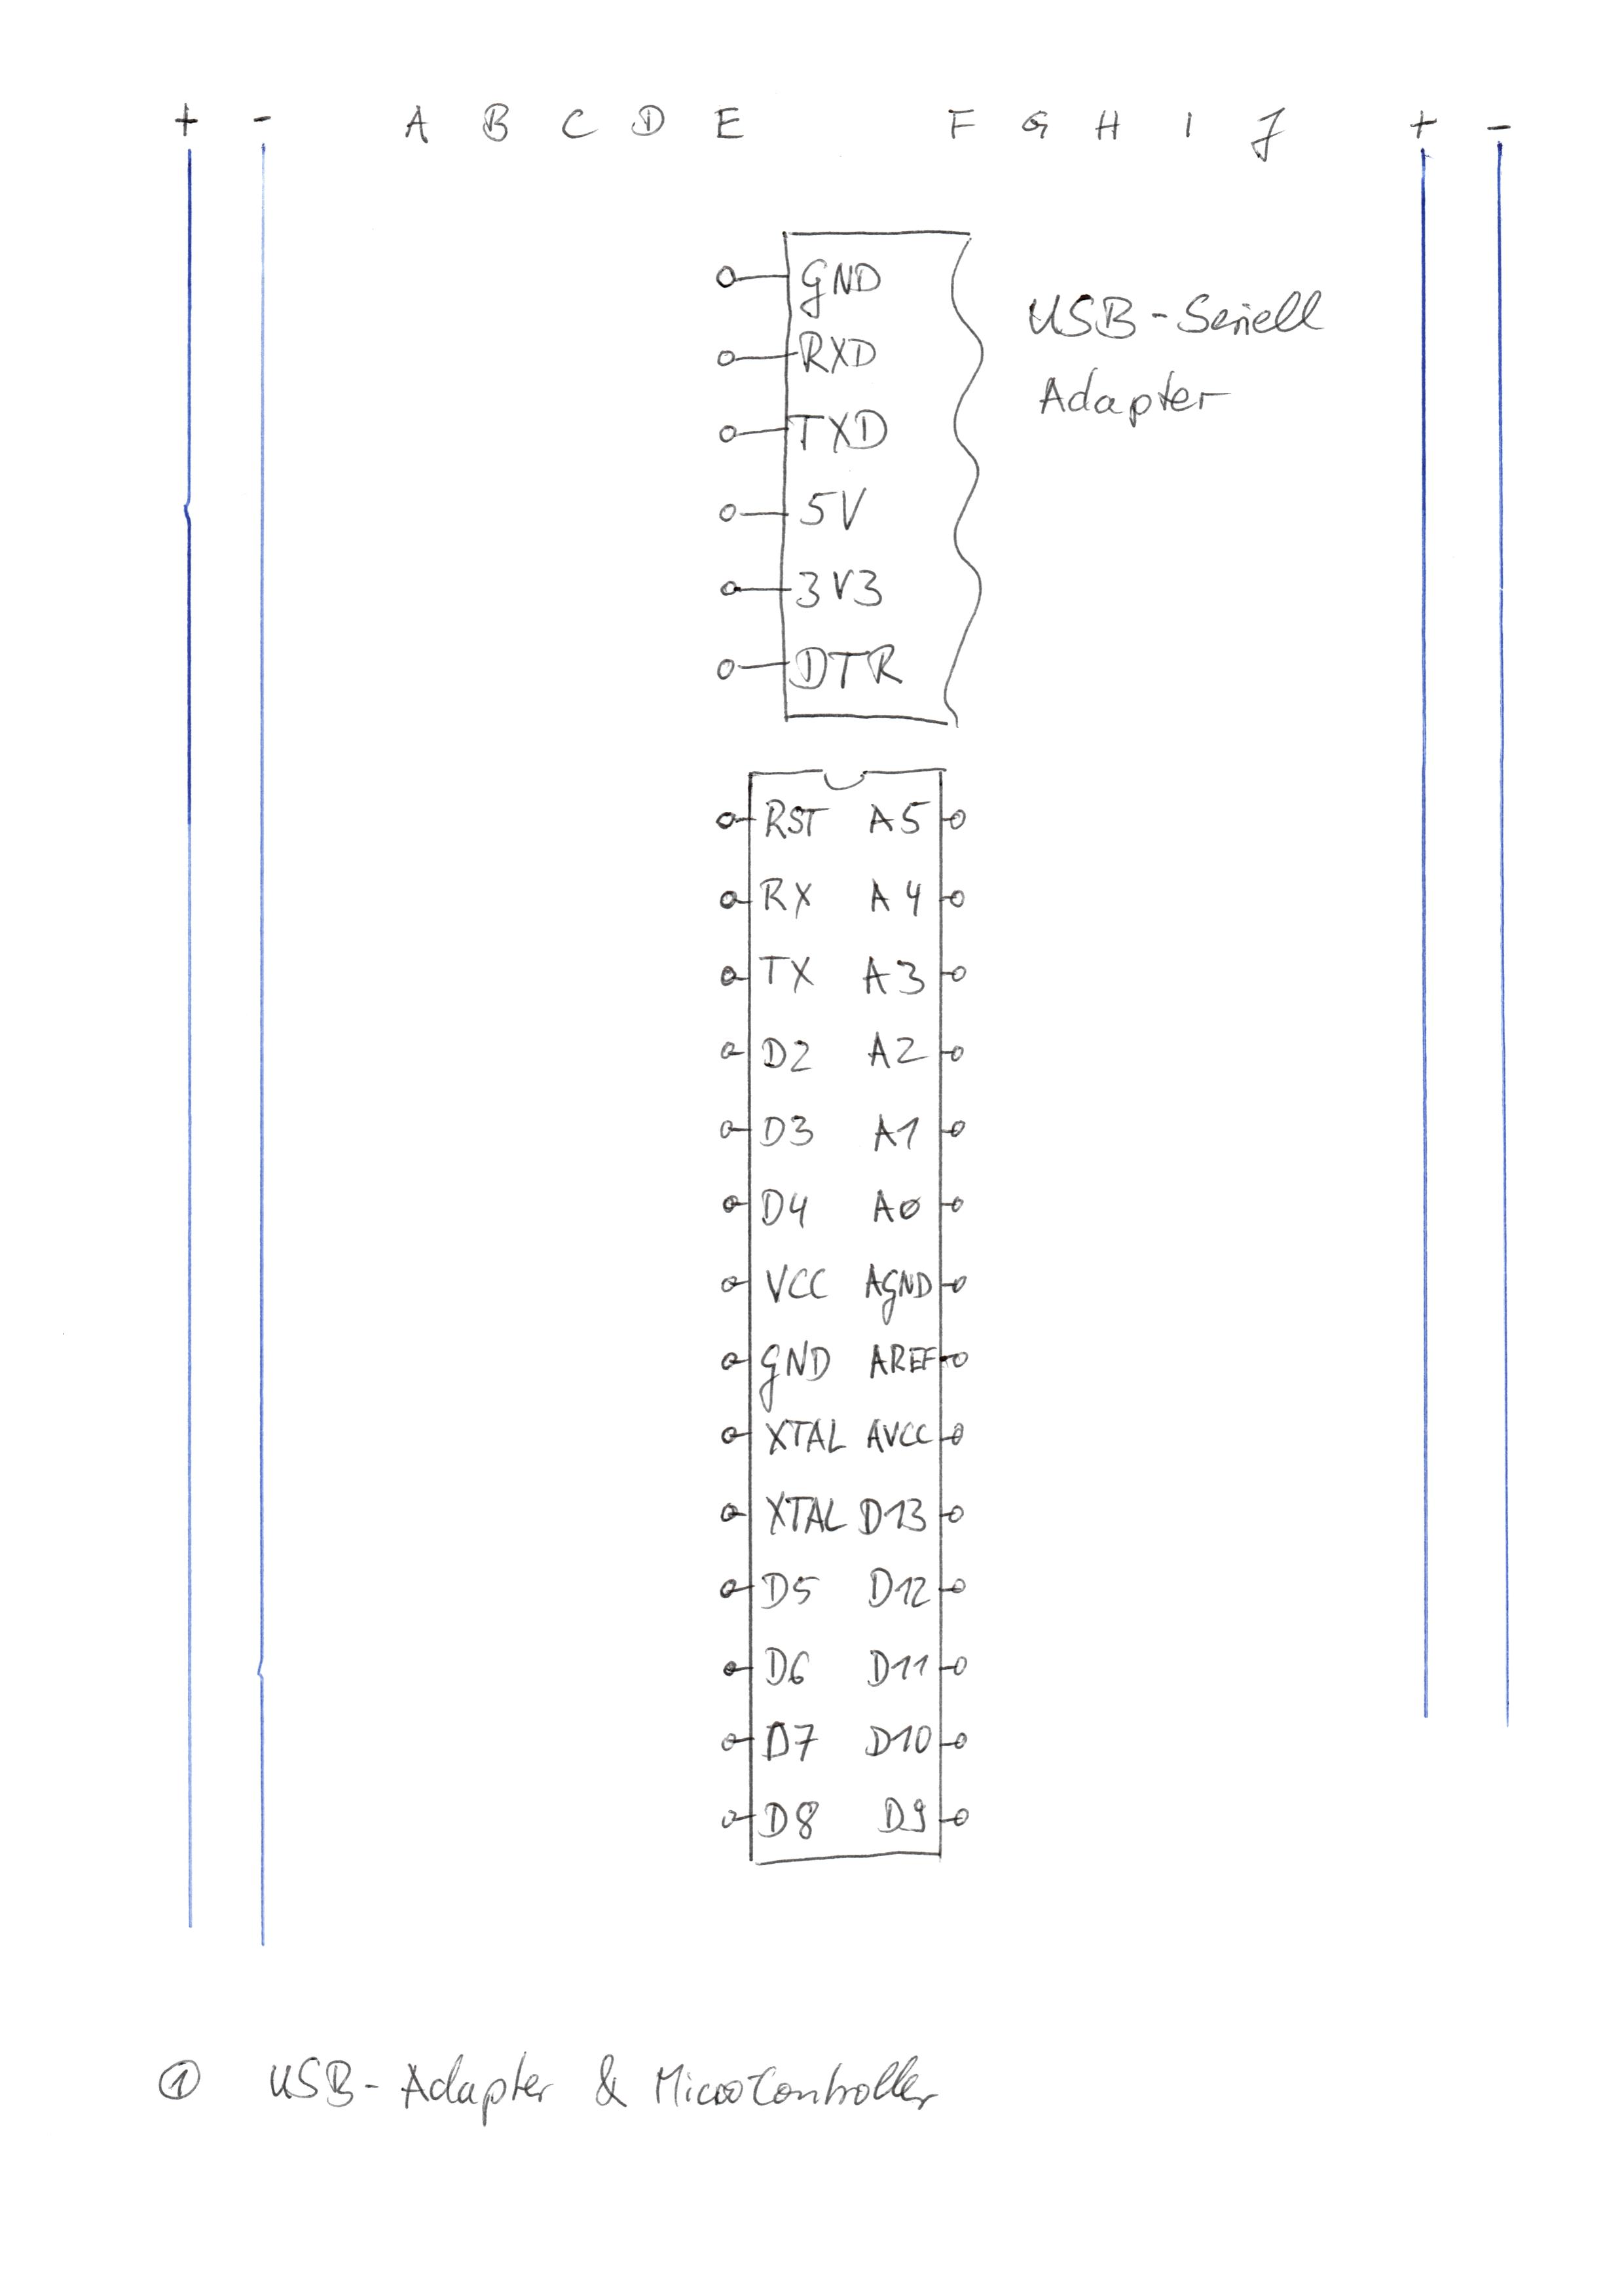 + - A B C D E F G H I J + -
GND
RXD
TXD
5V
3V3
DTR
USB-Seriell
Adapter
RST A5
RX A4
TX A3
D2 A2
D3 A1
D4 A0
VCC AGND
GND AREF
XTAL AVCC
XTAL D13
D5 D12
D6 D11
D7 D10
D8 D9
① USB-Adapter & Microcontroller